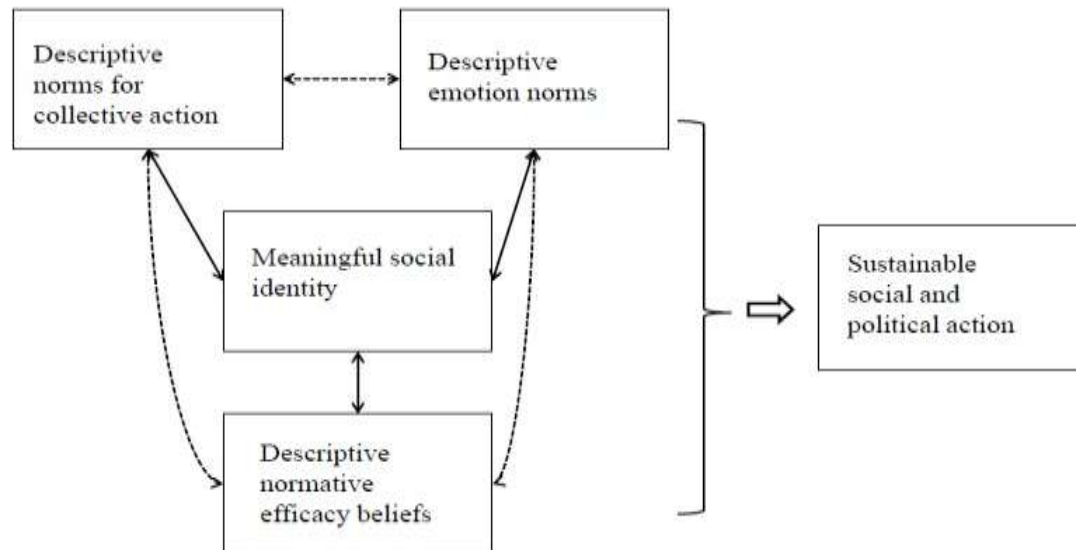 Descriptive
norms for
collective action
Descriptive
emotion norms
Meaningful social
identity
Sustainable
social and
political action
Descriptive
normative
efficacy beliefs